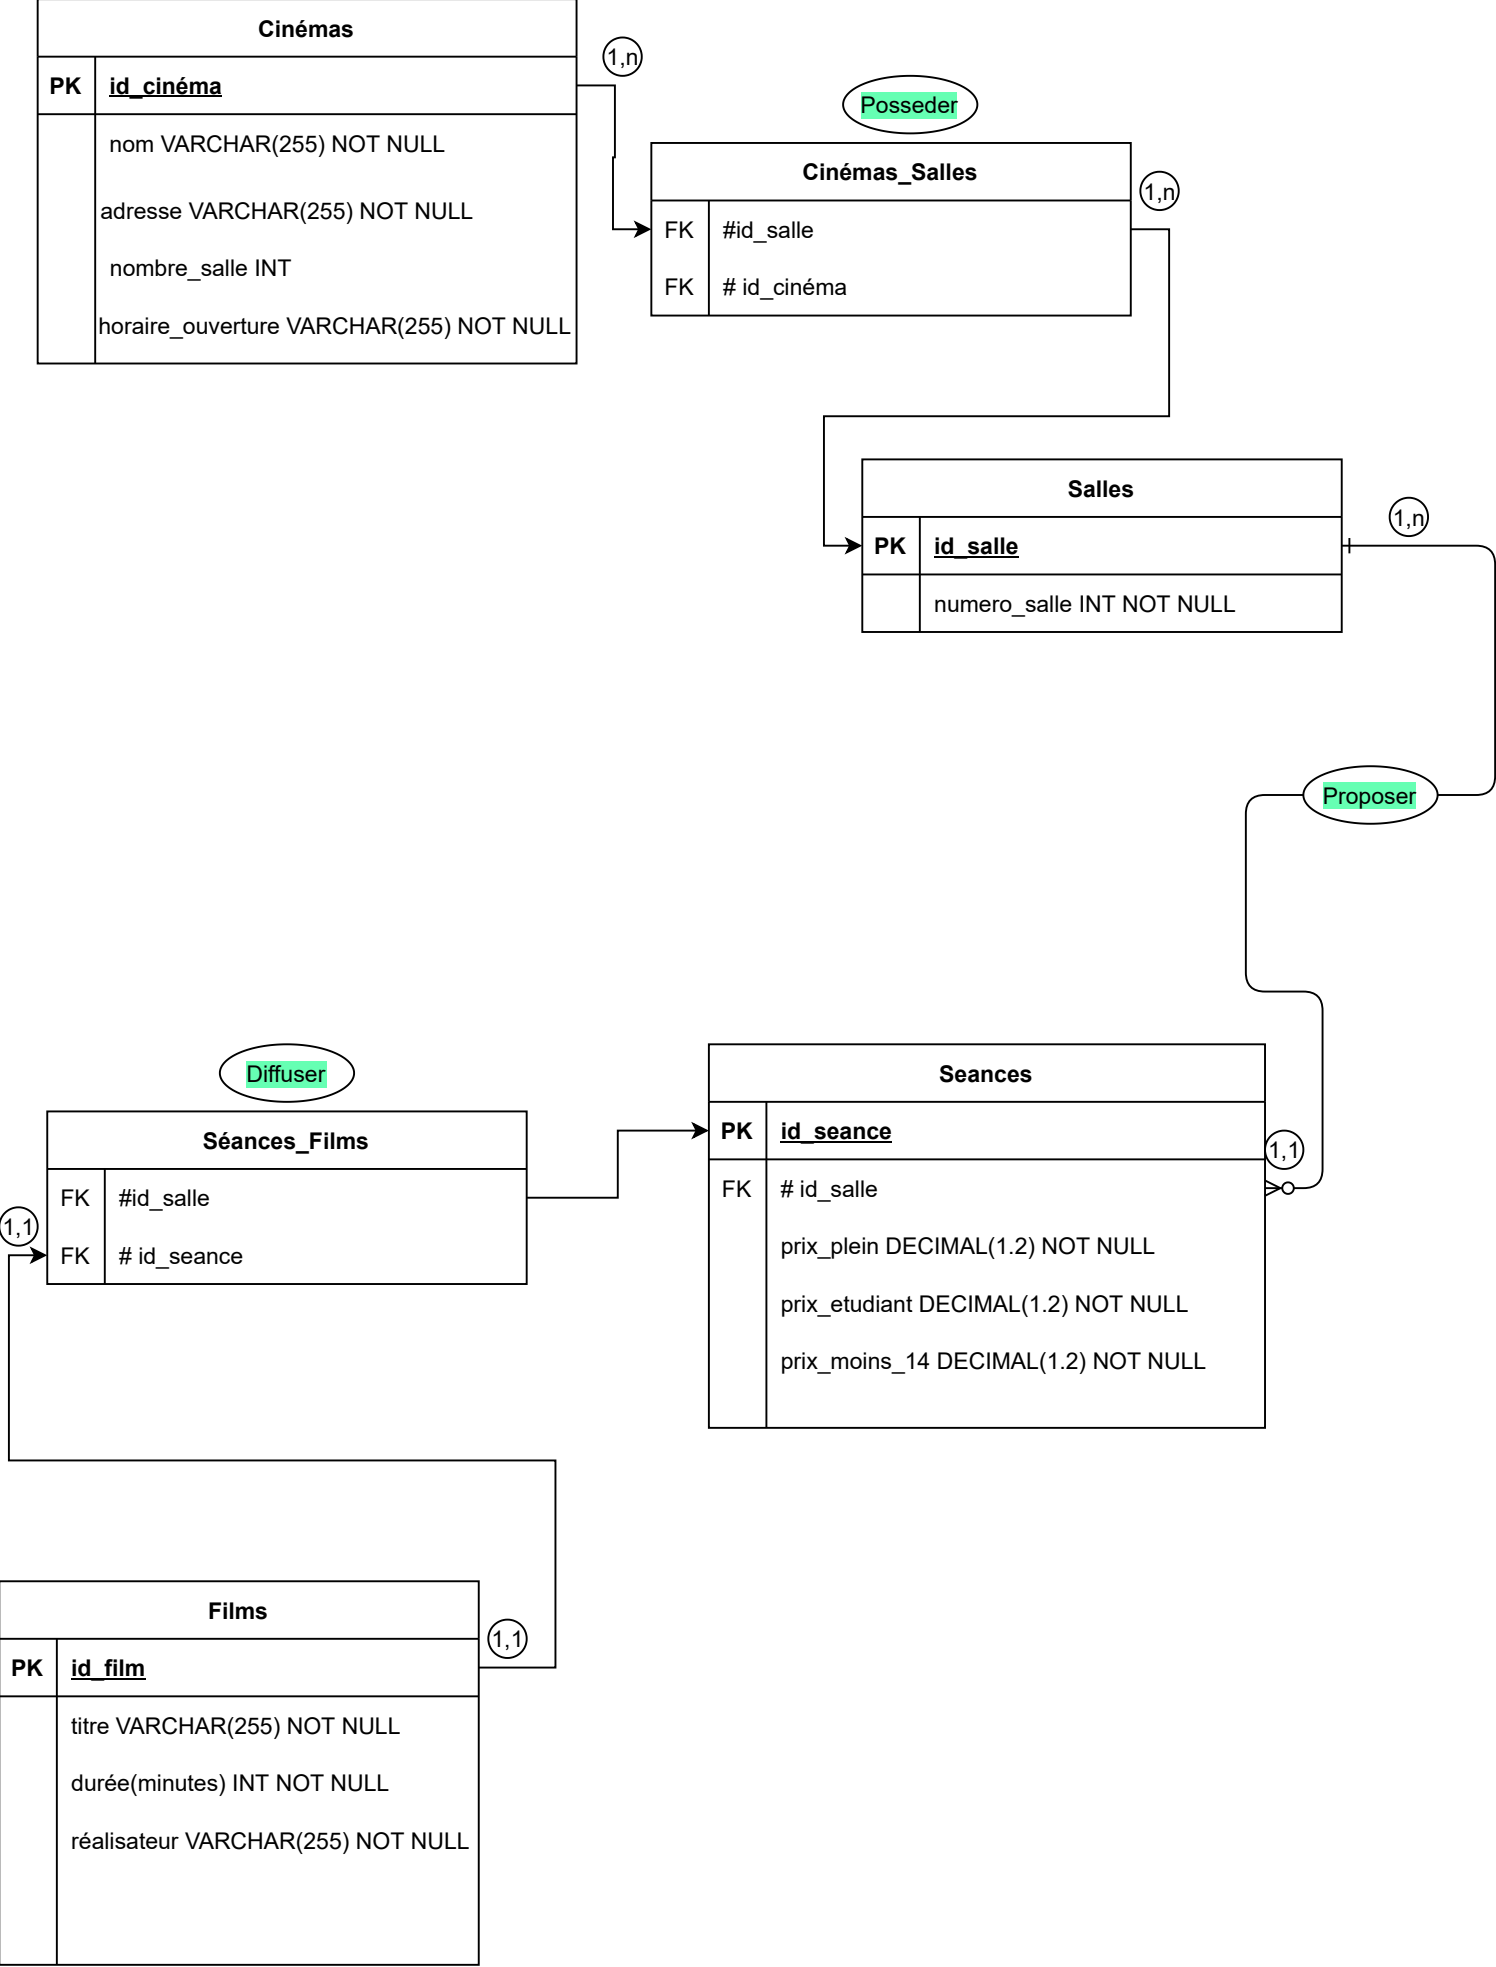 Cinémas
1,n
PK id_cinéma
nom VARCHAR(255) NOT NULL
adresse VARCHAR(255) NOT NULL
nombre_salle INT
horaire_ouverture VARCHAR(255) NOT NULL
Posseder
Cinémas_Salles
1,n
FK #id_salle
FK # id_cinéma
Salles
1,n
PK id_salle
numero_salle INT NOT NULL
Proposer
Diffuser
Séances_Films
FK #id_salle
1,1
FK # id_seance
Seances
PK id_seance
1,1
FK # id_salle
prix_plein DECIMAL(1.2) NOT NULL
prix_etudiant DECIMAL(1.2) NOT NULL
prix_moins_14 DECIMAL(1.2) NOT NULL
Films
1,1
PK id_film
titre VARCHAR(255) NOT NULL
durée(minutes) INT NOT NULL
réalisateur VARCHAR(255) NOT NULL